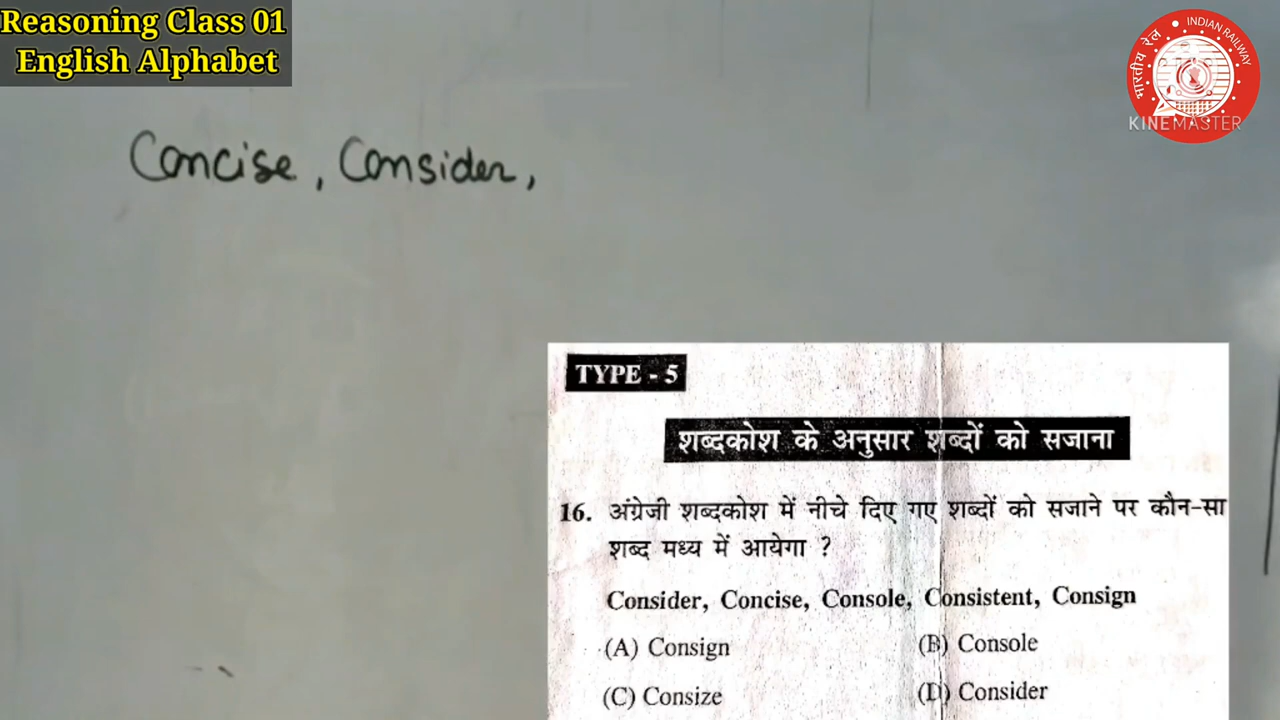 Reasoning Class 01
English Alphabet
भारतीय रेल INDIAN RAILWAY
KINEMASTER
Concise, Consider,
TYPE - 5
शब्दकोश के अनुसार शब्दों को सजाना
16. अंग्रेजी शब्दकोश में नीचे दिए गए शब्दों को सजाने पर कौन-सा
शब्द मध्य में आयेगा ?
Consider, Concise, Console, Consistent, Consign
(A) Consign (B) Console
(C) Consize (D) Consider